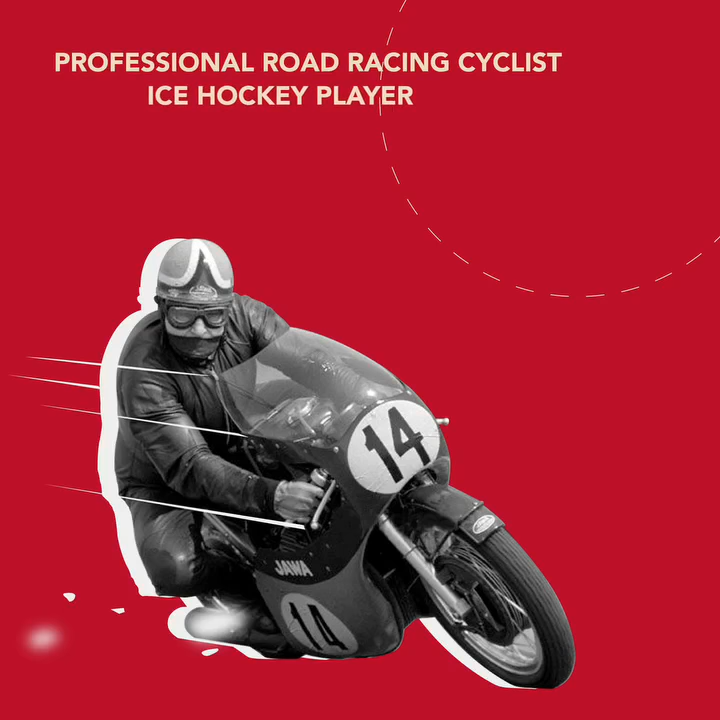 PROFESSIONAL ROAD RACING CYCLIST
ICE HOCKEY PLAYER
14
JAWA
14